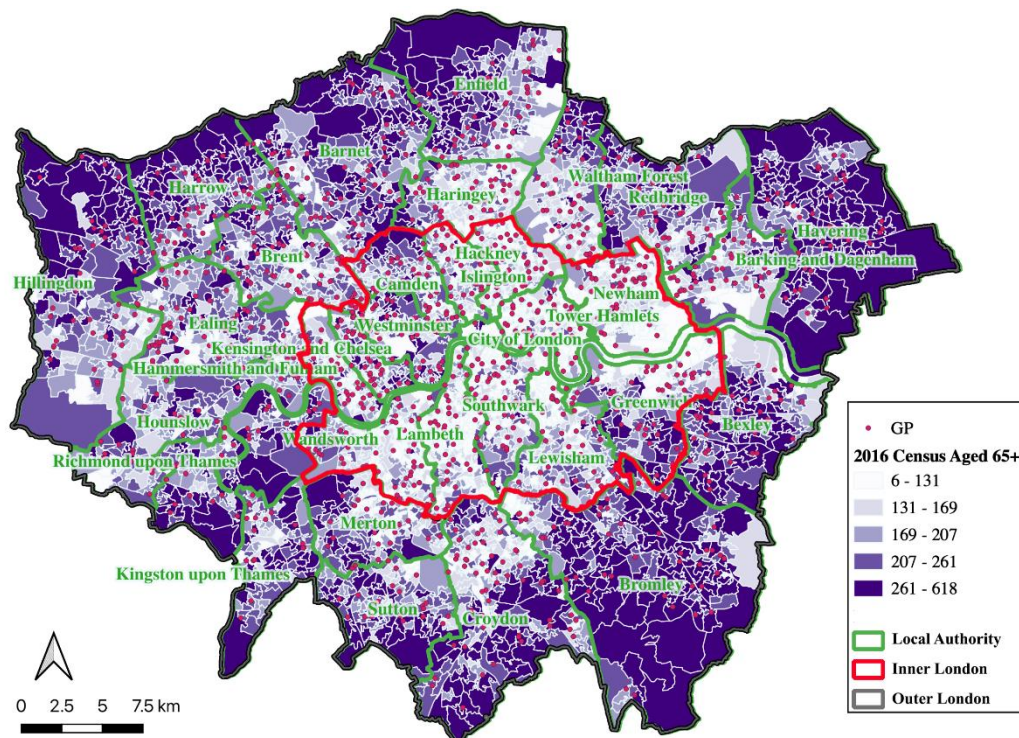 Enfield
Barnet
Harrow
Haringey
Waltham Forest
Redbridge
Havering
Barking and Dagenham
Hackney
Islington
Brent
Camden
Hillingdon
Newham
Tower Hamlets
Westminster
City of London
Ealing
Kensington and Chelsea
Hammersmith and Fulham
Greenwich
Bexley
Southwark
Hounslow
Wandsworth
Lambeth
Lewisham
Richmond upon Thames
Merton
Kingston upon Thames
Bromley
Sutton
Croydon
GP
2016 Census Aged 65+
6 - 131
131 - 169
169 - 207
207 - 261
261 - 618
Local Authority
Inner London
Outer London
0 2.5 5 7.5 km